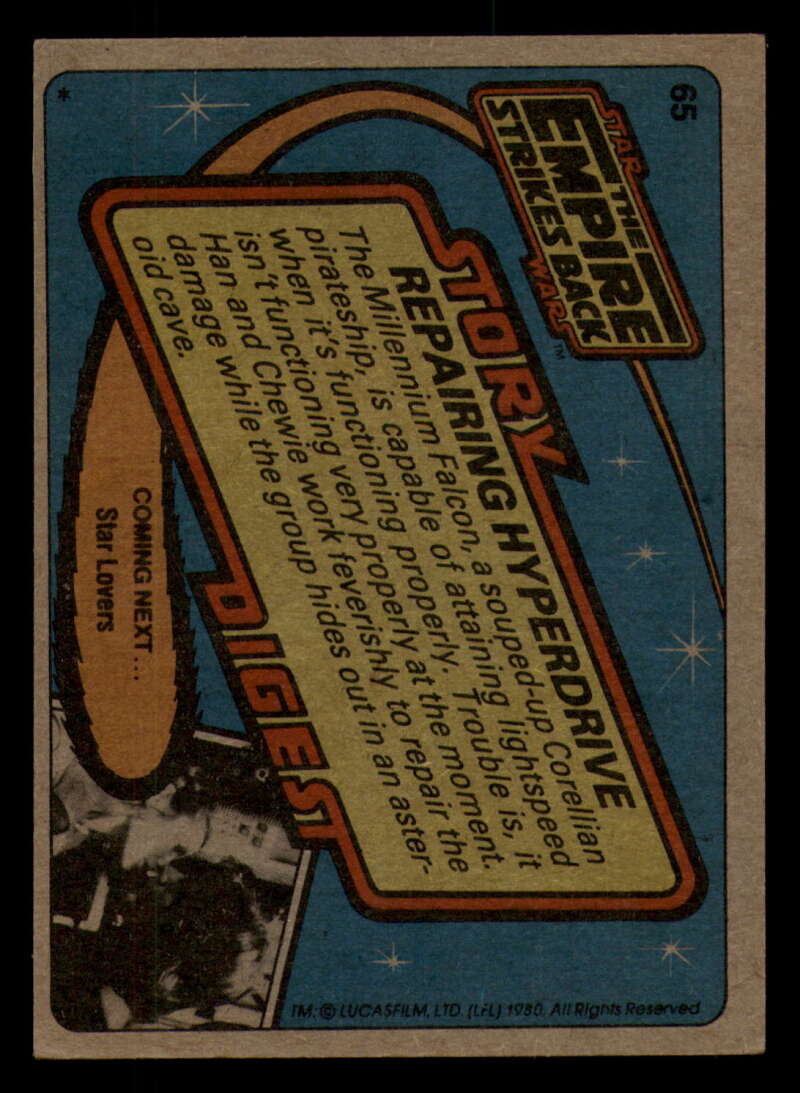 65
STAR
THE
EMPIRE
STRIKES BACK
WARS™
STORY
REPAIRING HYPERDRIVE
The Millennium Falcon, a souped-up Corellian
pirateship, is capable of attaining lightspeed
when it's functioning properly. Trouble is, it
isn't functioning very properly at the moment.
Han and Chewie work feverishly to repair the
damage while the group hides out in an aster-
oid cave.
DIGEST
COMING NEXT...
Star Lovers
*
TM: © LUCASFILM, LTD. (LFL) 1980. All Rights Reserved